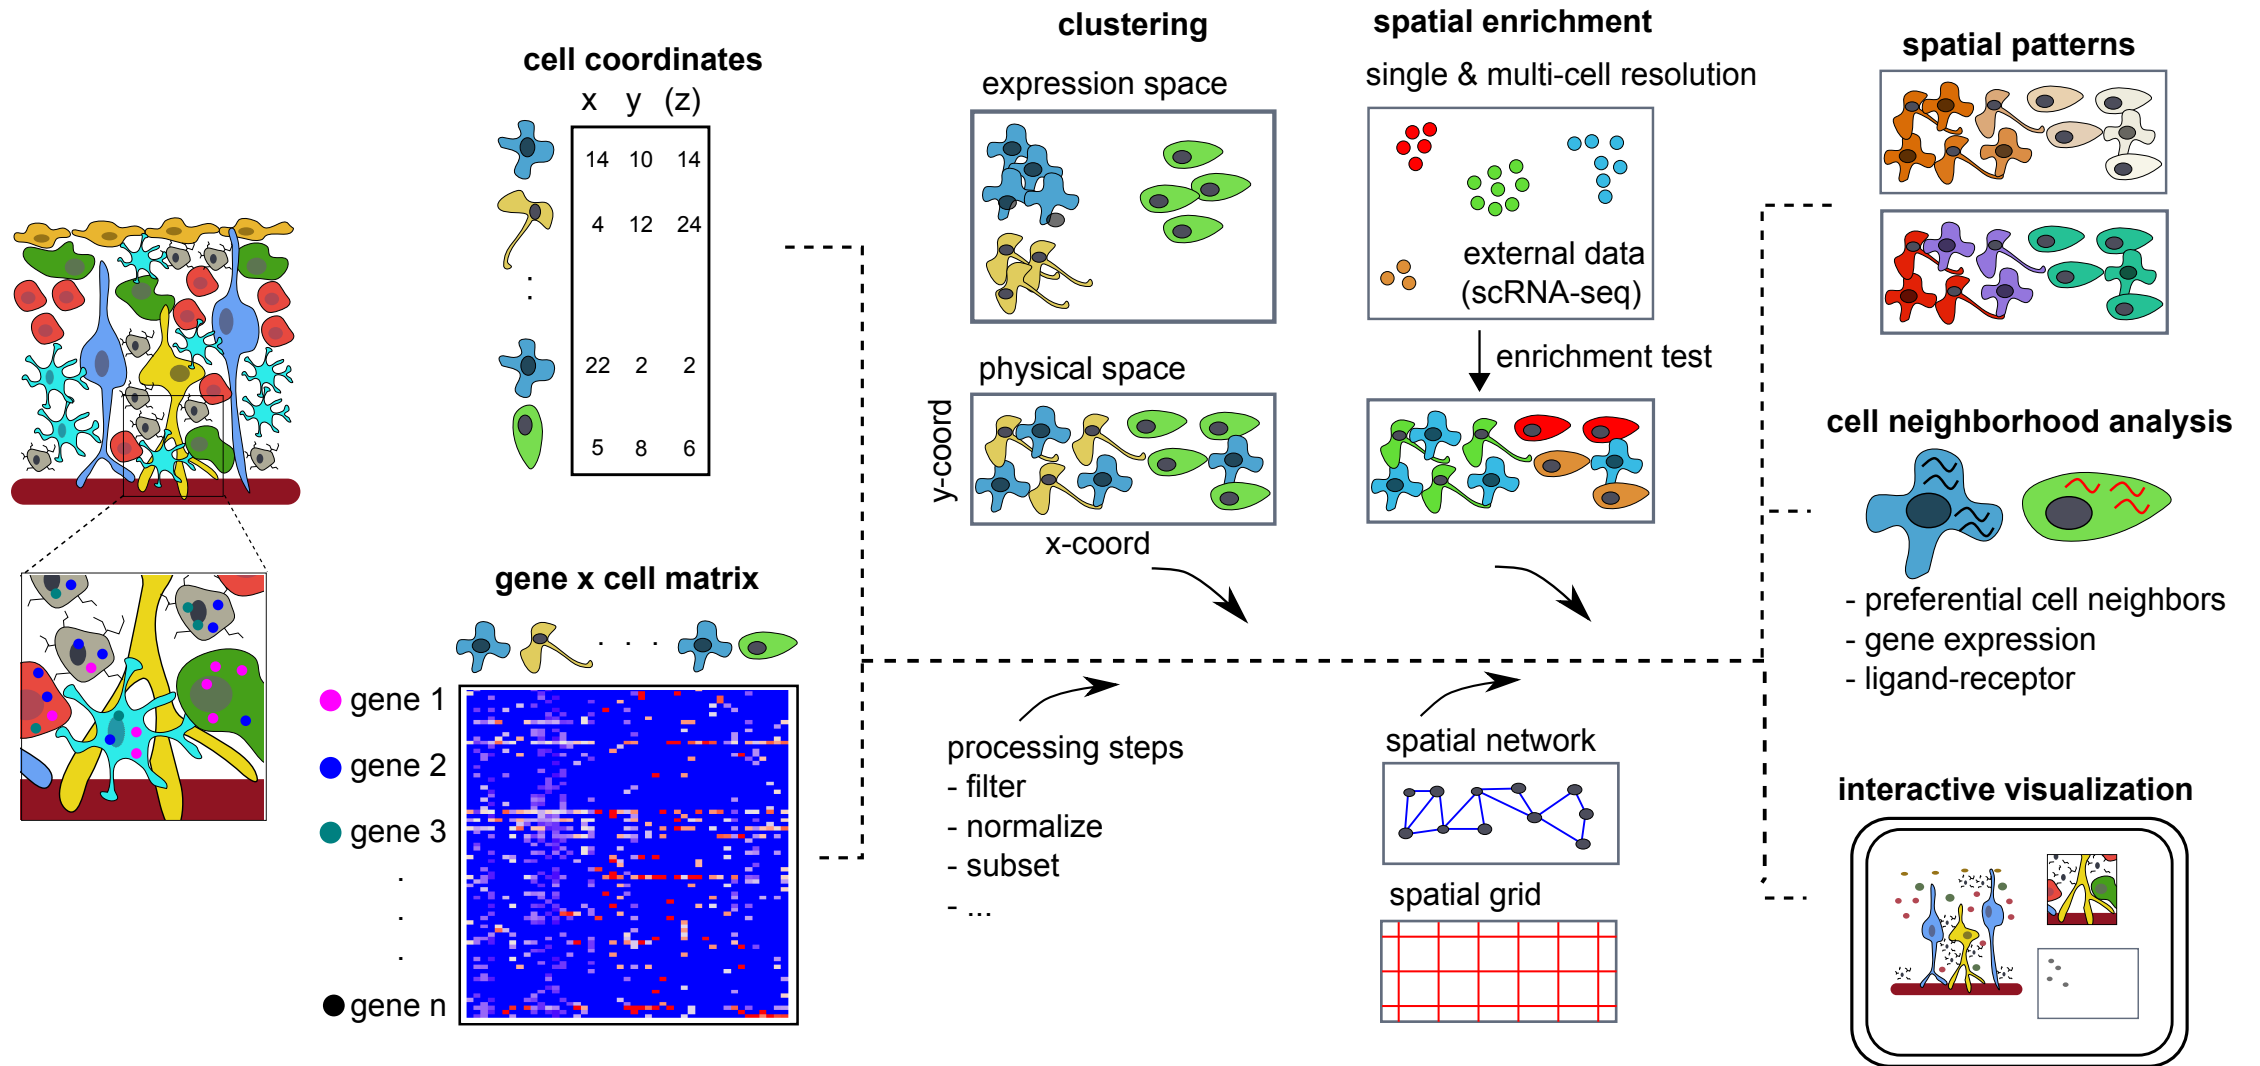 cell coordinates
x y (z)
14 10 14
4 12 24
22 2 2
5 8 6
gene x cell matrix
gene 1
gene 2
gene 3
gene n
clustering
expression space
physical space
y-coord
x-coord
processing steps
- filter
- normalize
- subset
- ...
spatial enrichment
single & multi-cell resolution
external data
(scRNA-seq)
enrichment test
spatial network
spatial grid
spatial patterns
cell neighborhood analysis
- preferential cell neighbors
- gene expression
- ligand-receptor
interactive visualization